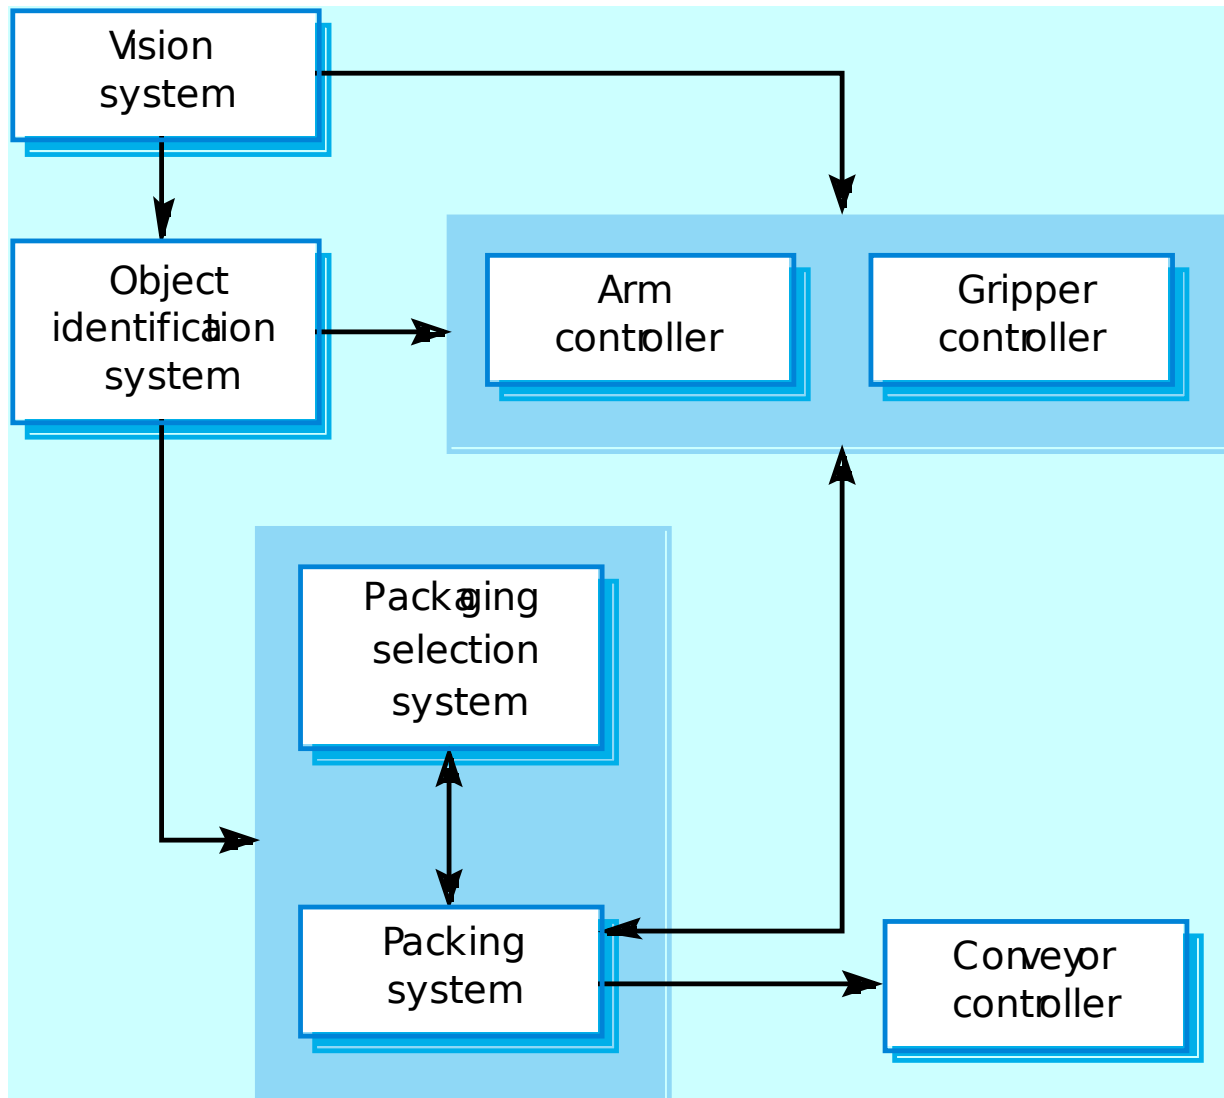 Vision
system
Object
identification
system
Arm
controller
Gripper
controller
Packaging
selection
system
Packing
system
Conveyor
controller